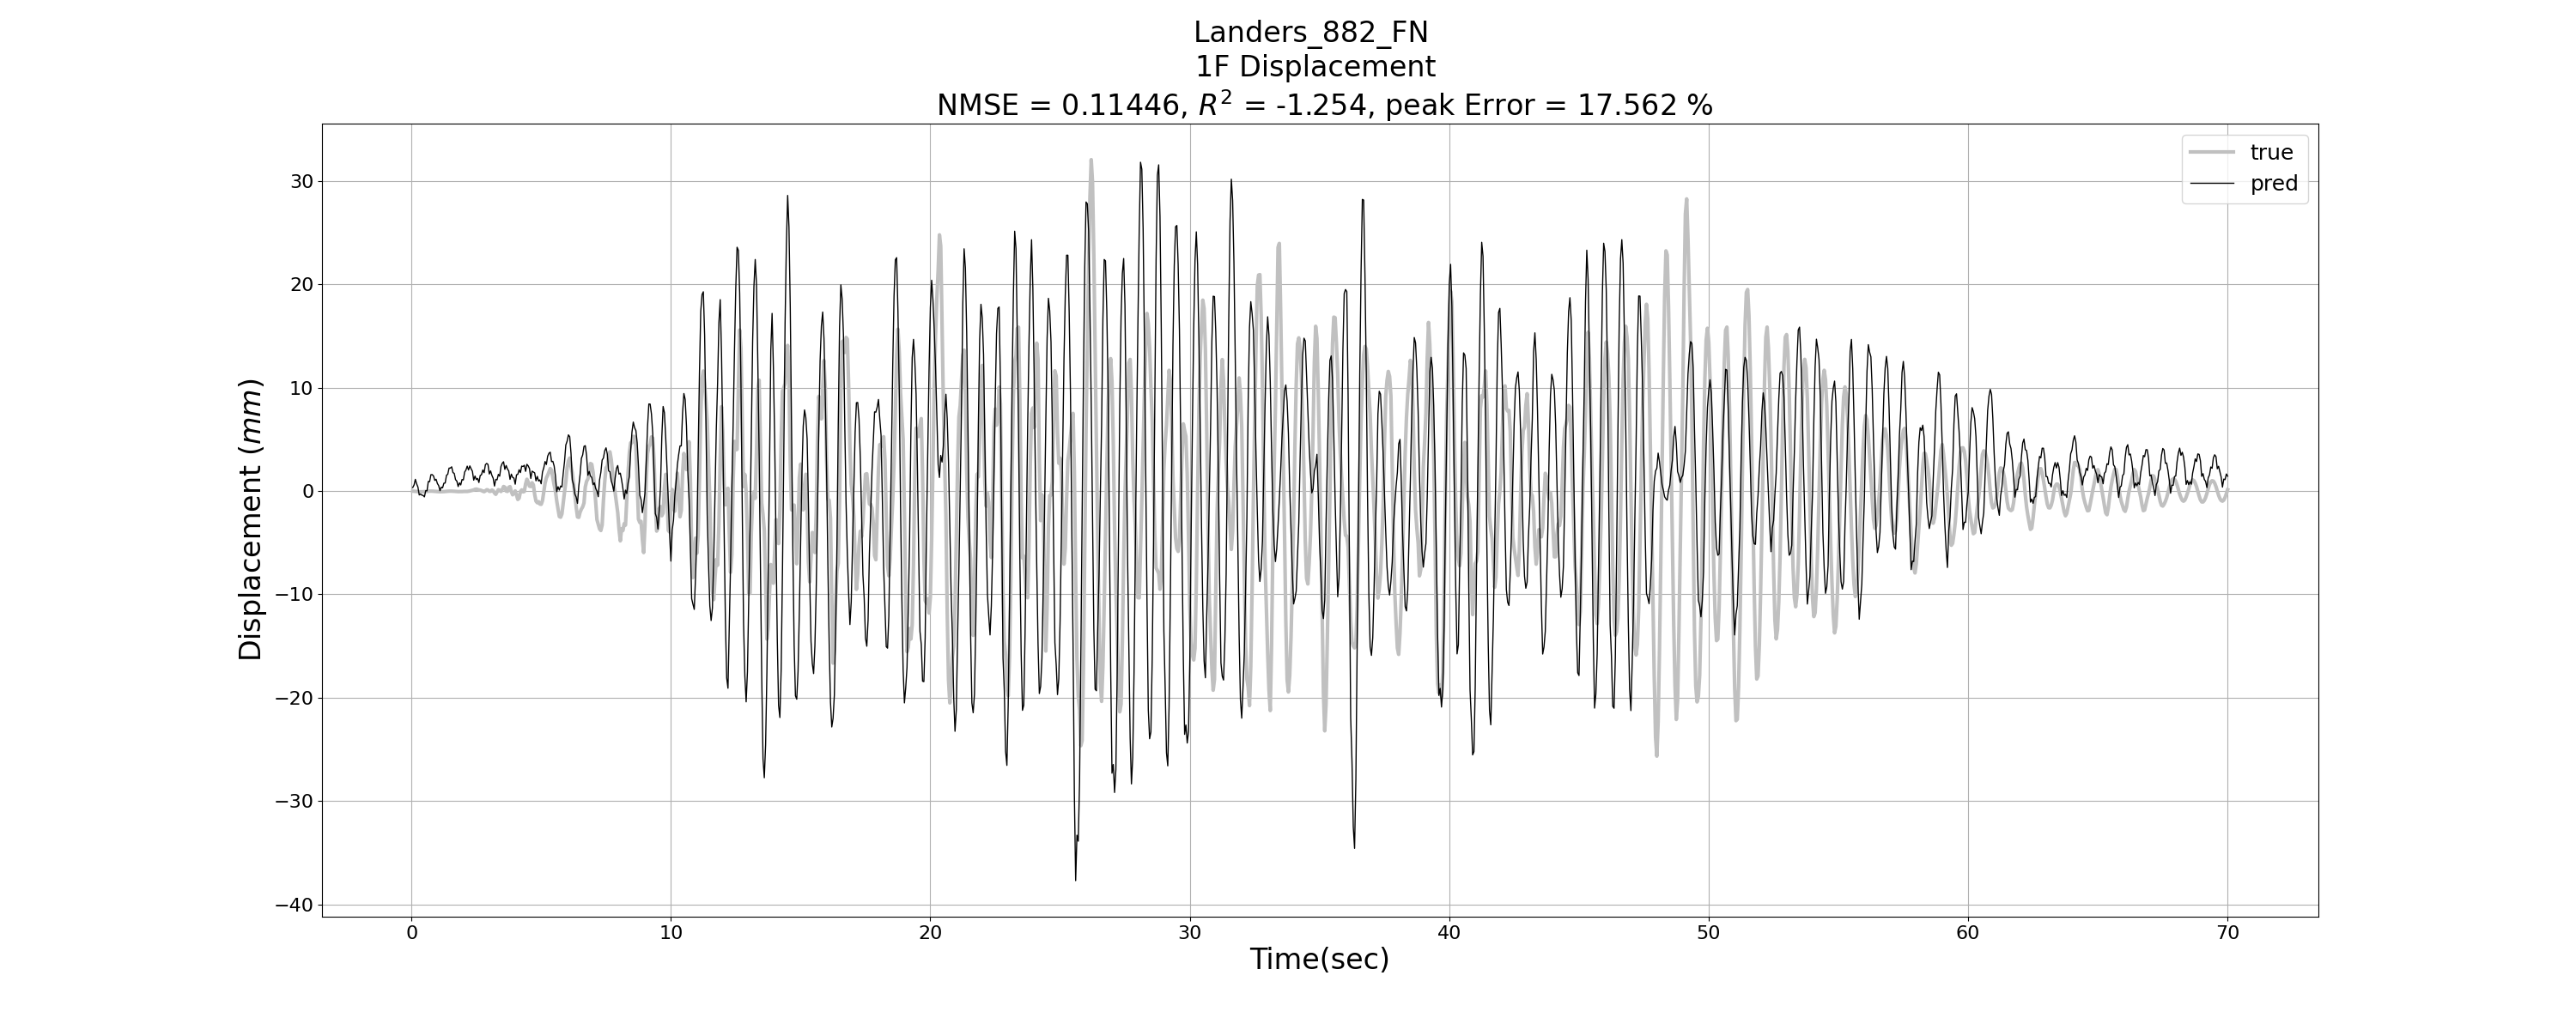 Landers_882_FN
1F Displacement
NMSE = 0.11446, R² = -1.254, peak Error = 17.562 %
true
pred
Displacement (mm)
30
20
10
0
−10
−20
−30
−40
0 10 20 30 40 50 60 70
Time(sec)